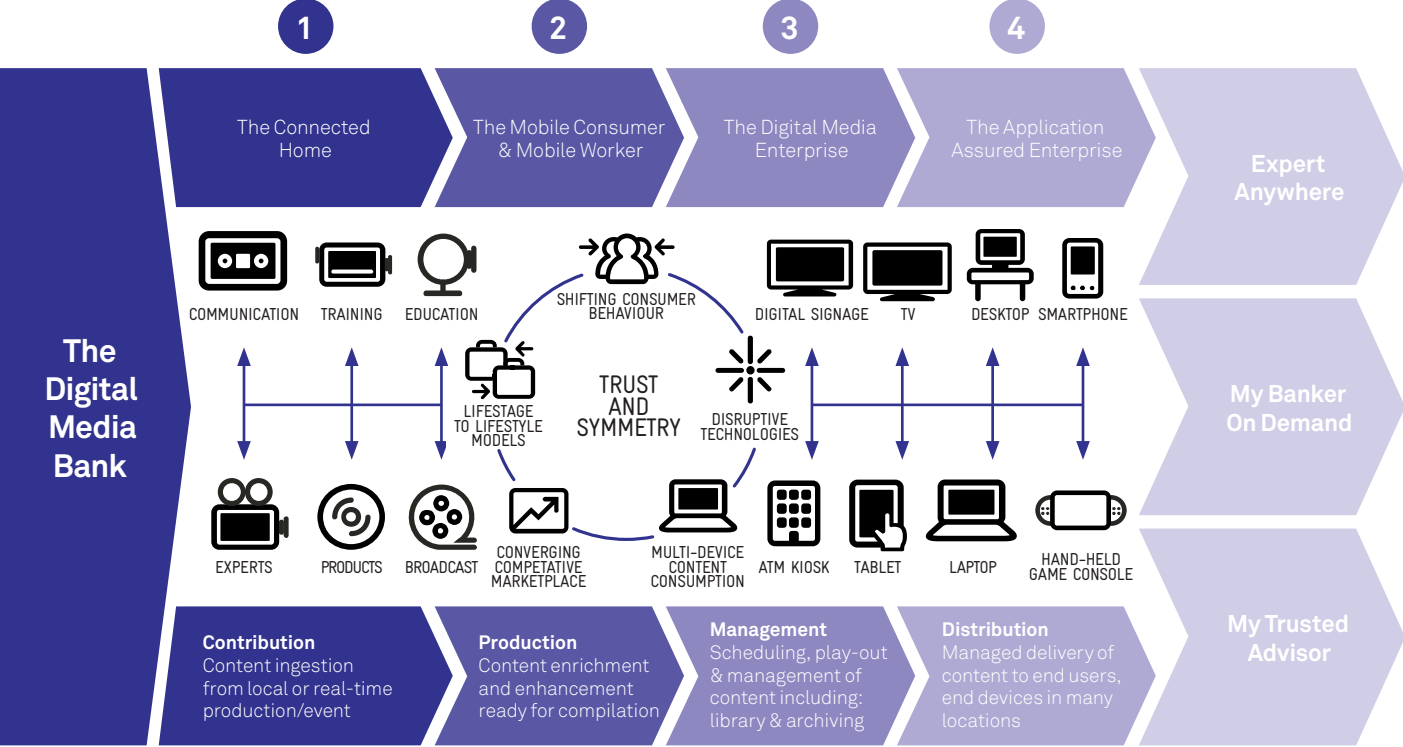 1
2
3
4
The
Digital
Media
Bank
The Connected
Home
The Mobile Consumer
& Mobile Worker
The Digital Media
Enterprise
The Application
Assured Enterprise
Expert
Anywhere
My Banker
On Demand
My Trusted
Advisor
COMMUNICATION
TRAINING
EDUCATION
SHIFTING CONSUMER
BEHAVIOUR
DIGITAL SIGNAGE
TV
DESKTOP
SMARTPHONE
LIFESTAGE
TO LIFESTYLE
MODELS
TRUST
AND
SYMMETRY
DISRUPTIVE
TECHNOLOGIES
EXPERTS
PRODUCTS
BROADCAST
CONVERGING
COMPETATIVE
MARKETPLACE
MULTI-DEVICE
CONTENT
CONSUMPTION
ATM KIOSK
TABLET
LAPTOP
HAND-HELD
GAME CONSOLE
Contribution
Content ingestion
from local or real-time
production/event
Production
Content enrichment
and enhancement
ready for compilation
Management
Scheduling, play-out
& management of
content including:
library & archiving
Distribution
Managed delivery of
content to end users,
end devices in many
locations